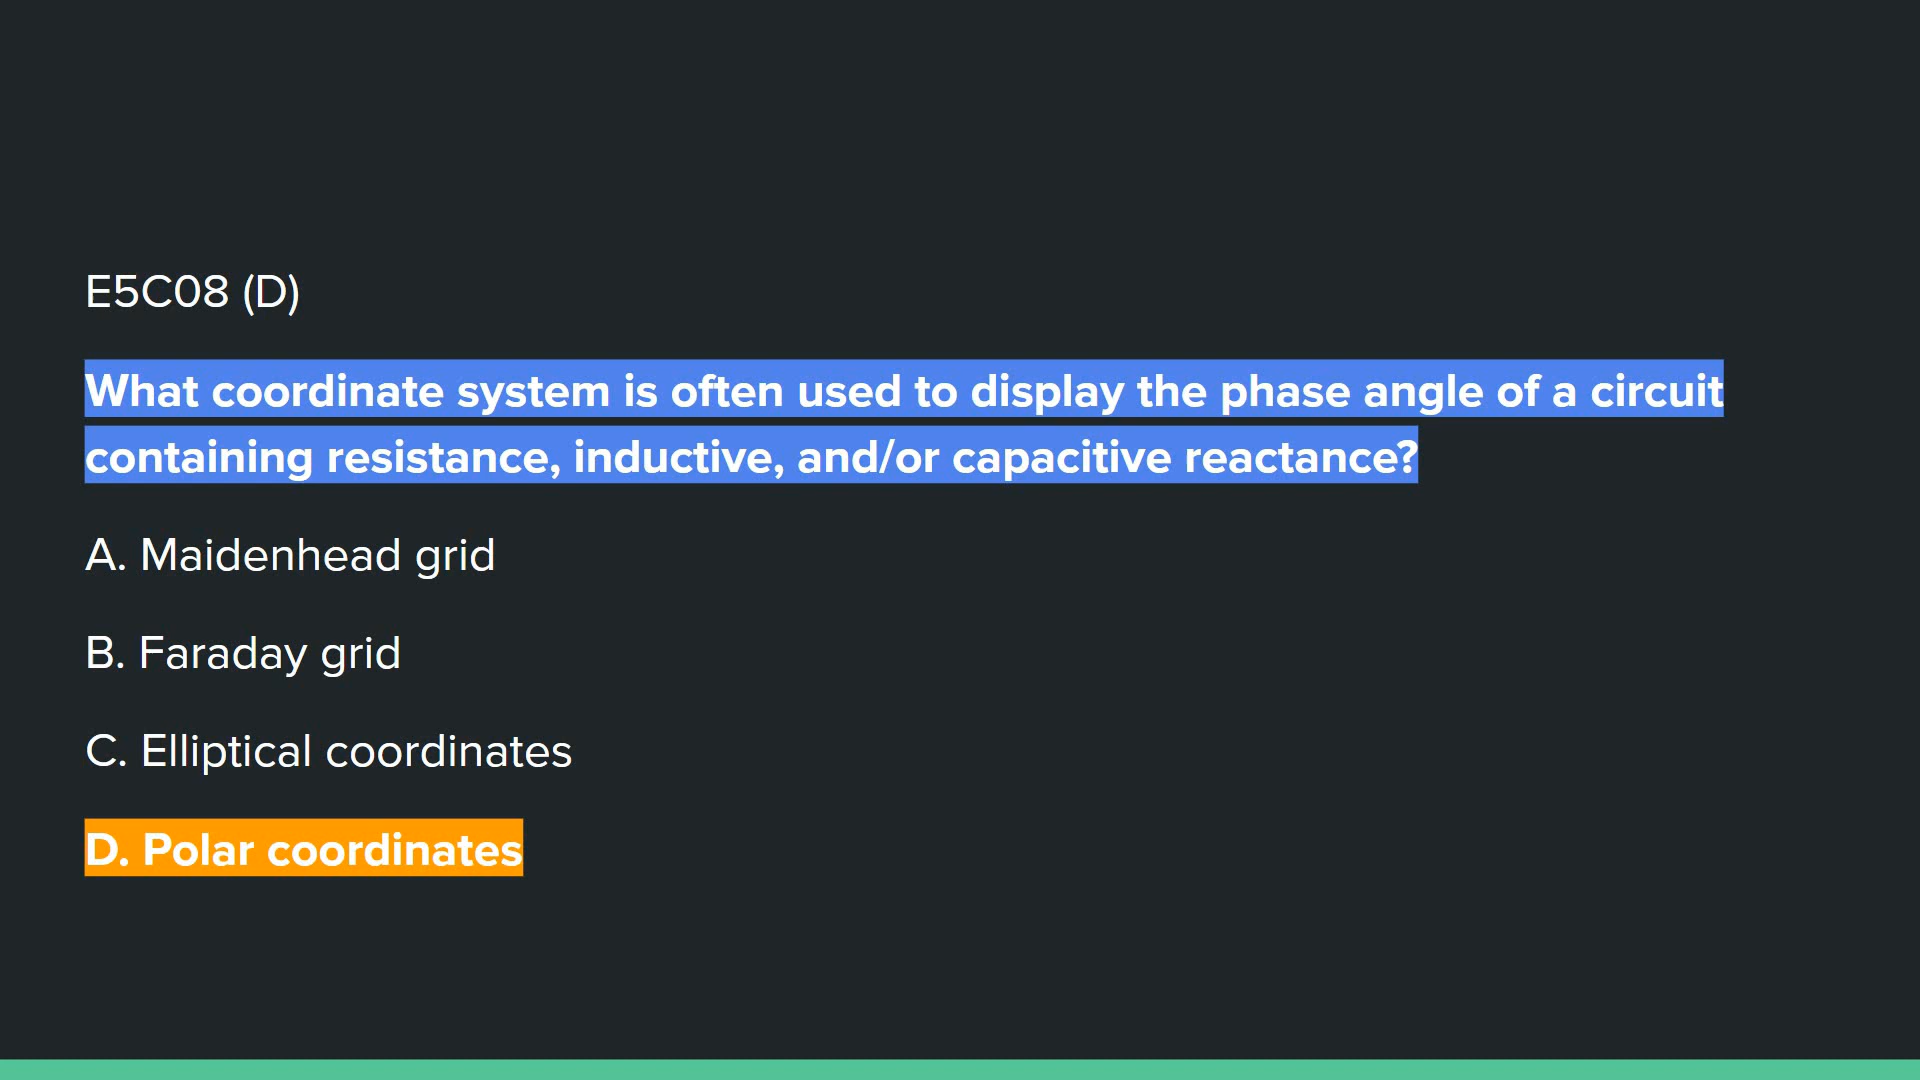 E5C08 (D)
What coordinate system is often used to display the phase angle of a circuit
containing resistance, inductive, and/or capacitive reactance?
A. Maidenhead grid
B. Faraday grid
C. Elliptical coordinates
D. Polar coordinates